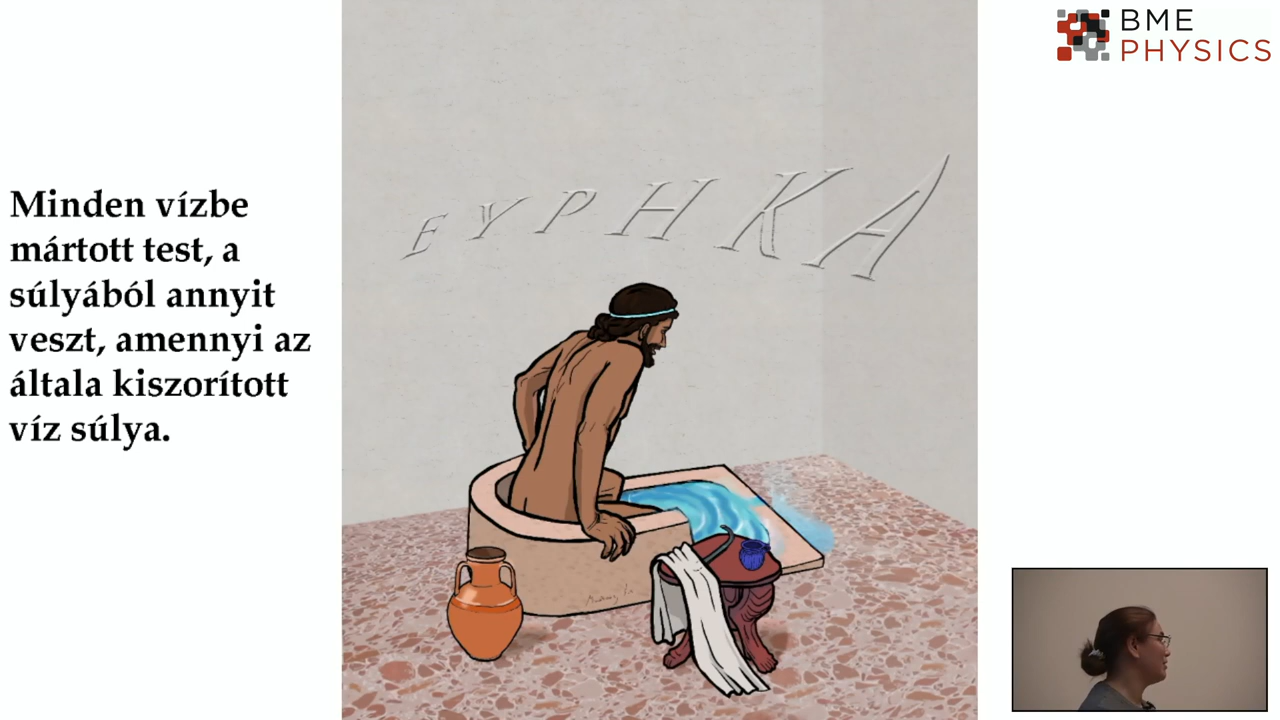 Minden vízbe
mártott test, a
súlyából annyit
veszt, amennyi az
általa kiszorított
víz súlya.
ΕΥΡΗΚΑ
BME
PHYSICS